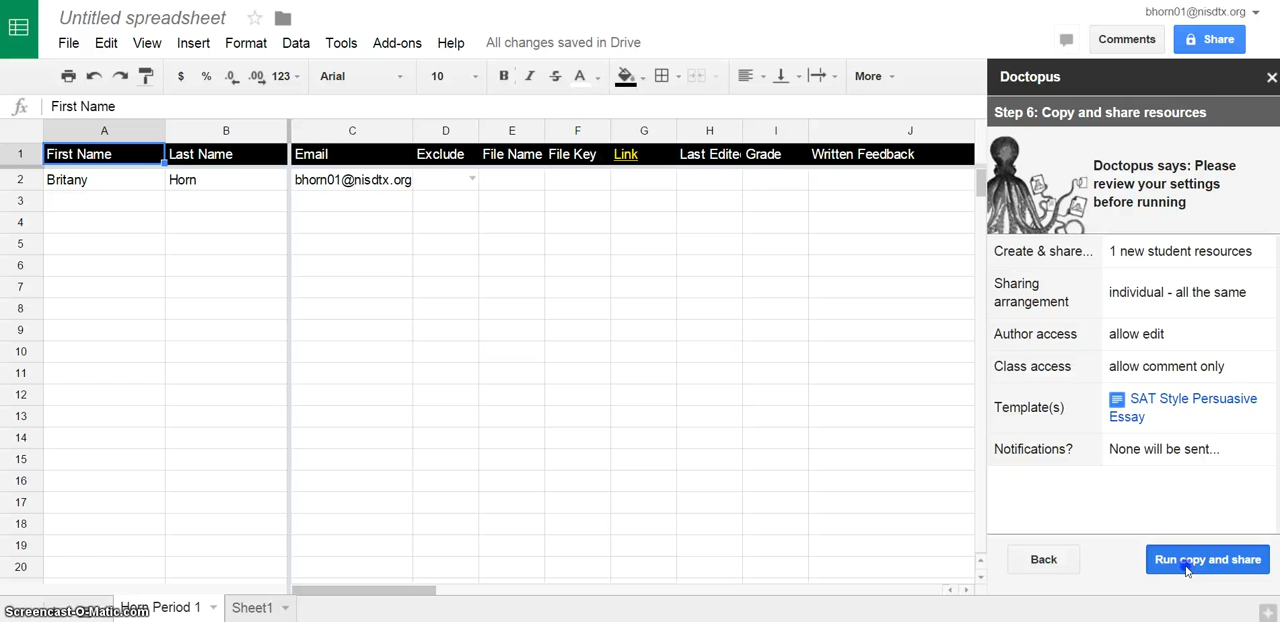 Untitled spreadsheet
bhorn01@nisdtx.org
File Edit View Insert Format Data Tools Add-ons Help All changes saved in Drive
Comments Share
$ % .0 .00 123 Arial 10 B I S A More
Doctopus
fx First Name
Step 6: Copy and share resources
A B C D E F G H I J
1 First Name Last Name Email Exclude File Name File Key Link Last Edite Grade Written Feedback
2 Britany Horn bhorn01@nisdtx.org
3
4
5
6
7
8
9
10
11
12
13
14
15
16
17
18
19
20
Doctopus says: Please
review your settings
before running
Create & share... 1 new student resources
Sharing
arrangement individual - all the same
Author access allow edit
Class access allow comment only
Template(s) SAT Style Persuasive
Essay
Notifications? None will be sent...
Back Run copy and share
Horn Period 1 Sheet1
Screencast-O-Matic.com